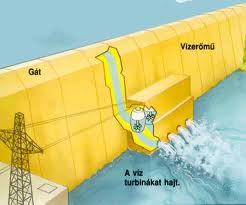 Vízerőmű
Gát
A víz
turbinákat hajt.